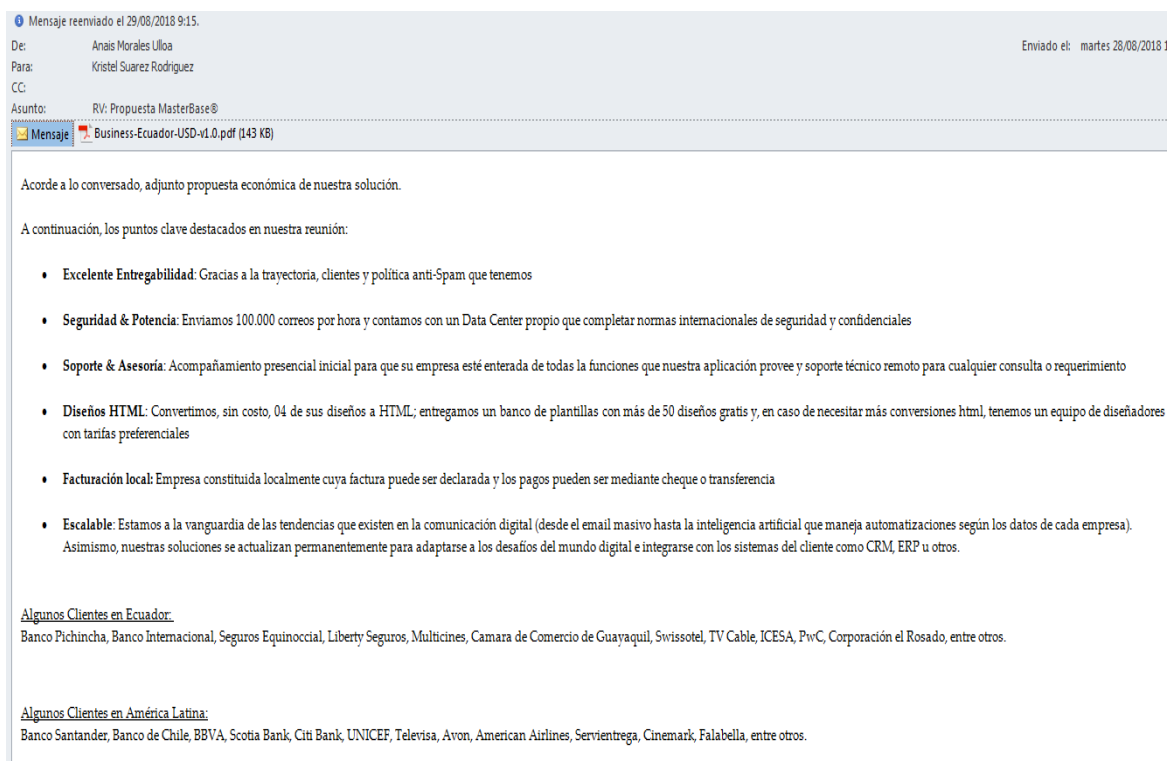 Mensaje reenviado el 29/08/2018 9:15.
De: Anais Morales Ulloa Enviado el: martes 28/08/2018 1
Para: Kristel Suarez Rodriguez
CC:
Asunto: RV: Propuesta MasterBase®
Mensaje Business-Ecuador-USD-v1.0.pdf (143 KB)
Acorde a lo conversado, adjunto propuesta económica de nuestra solución.
A continuación, los puntos clave destacados en nuestra reunión:
• Excelente Entregabilidad: Gracias a la trayectoria, clientes y política anti-Spam que tenemos
• Seguridad & Potencia: Enviamos 100.000 correos por hora y contamos con un Data Center propio que completar normas internacionales de seguridad y confidenciales
• Soporte & Asesoría: Acompañamiento presencial inicial para que su empresa esté enterada de todas la funciones que nuestra aplicación provee y soporte técnico remoto para cualquier consulta o requerimiento
• Diseños HTML: Convertimos, sin costo, 04 de sus diseños a HTML; entregamos un banco de plantillas con más de 50 diseños gratis y, en caso de necesitar más conversiones html, tenemos un equipo de diseñadores
con tarifas preferenciales
• Facturación local: Empresa constituida localmente cuya factura puede ser declarada y los pagos pueden ser mediante cheque o transferencia
• Escalable: Estamos a la vanguardia de las tendencias que existen en la comunicación digital (desde el email masivo hasta la inteligencia artificial que maneja automatizaciones según los datos de cada empresa).
Asimismo, nuestras soluciones se actualizan permanentemente para adaptarse a los desafíos del mundo digital e integrarse con los sistemas del cliente como CRM, ERP u otros.
Algunos Clientes en Ecuador:
Banco Pichincha, Banco Internacional, Seguros Equinoccial, Liberty Seguros, Multicines, Camara de Comercio de Guayaquil, Swissotel, TV Cable, ICESA, PwC, Corporación el Rosado, entre otros.
Algunos Clientes en América Latina:
Banco Santander, Banco de Chile, BBVA, Scotia Bank, Citi Bank, UNICEF, Televisa, Avon, American Airlines, Servientrega, Cinemark, Falabella, entre otros.